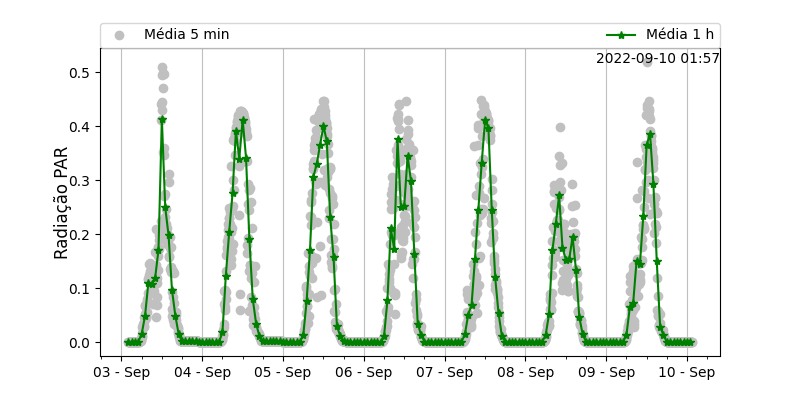 Média 5 min
Média 1 h
2022-09-10 01:57
Radiação PAR
0.5
0.4
0.3
0.2
0.1
0.0
03 - Sep 04 - Sep 05 - Sep 06 - Sep 07 - Sep 08 - Sep 09 - Sep 10 - Sep